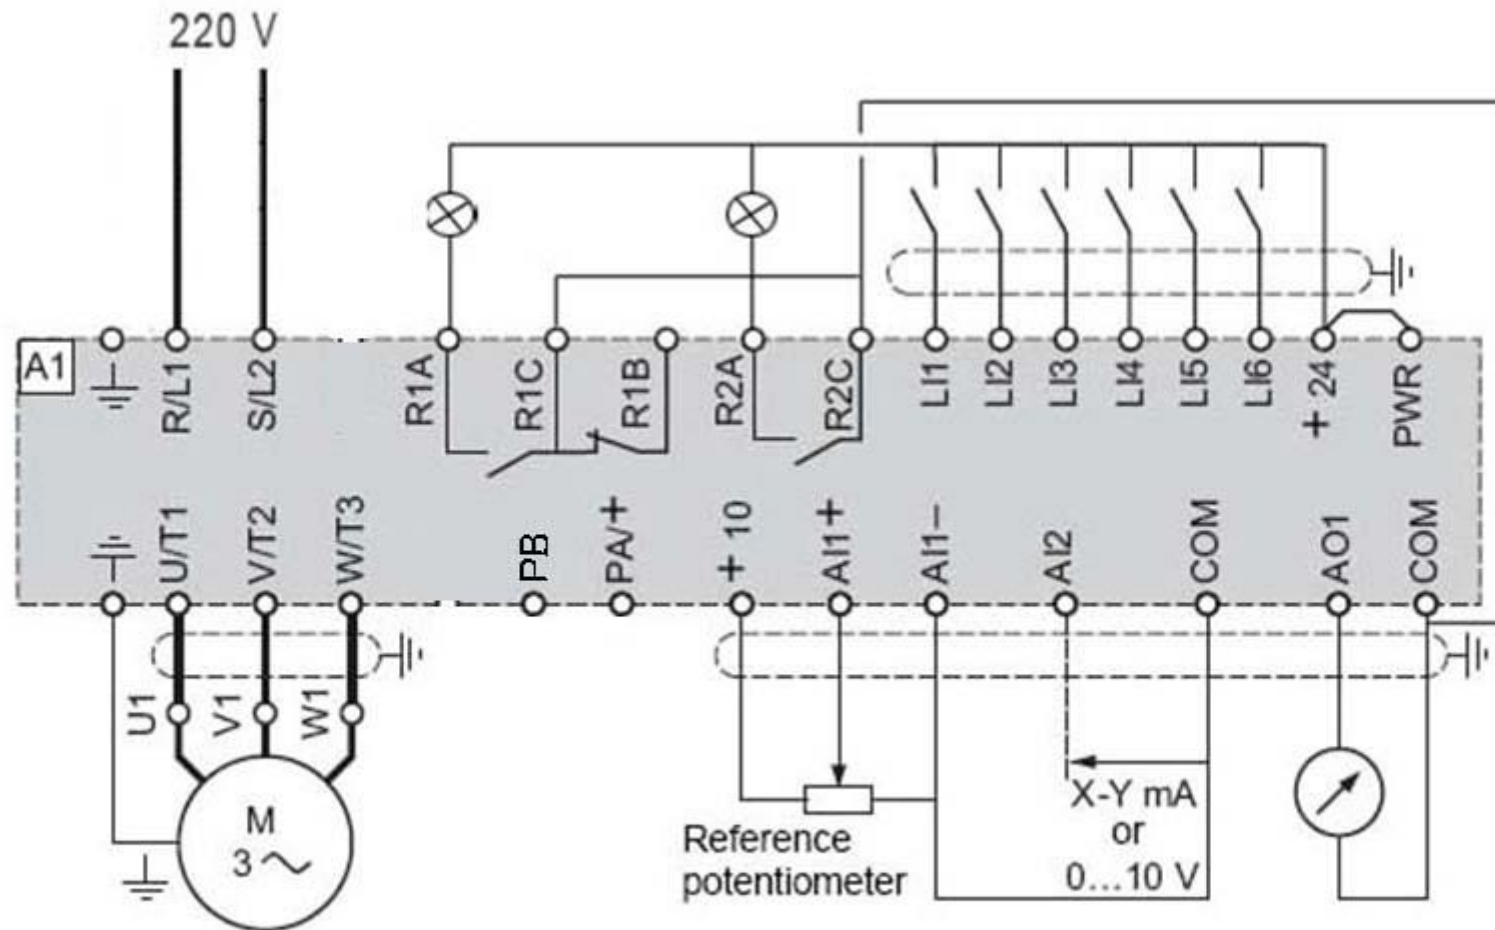 220 V
A1
R/L1
S/L2
R1A
R1C
R1B
R2A
R2C
LI1
LI2
LI3
LI4
LI5
LI6
+ 24
PWR
U/T1
V/T2
W/T3
PB
PA/+
+ 10
AI1+
AI1−
AI2
COM
AO1
COM
U1
V1
W1
M
3
X-Y mA
or
0...10 V
Reference
potentiometer